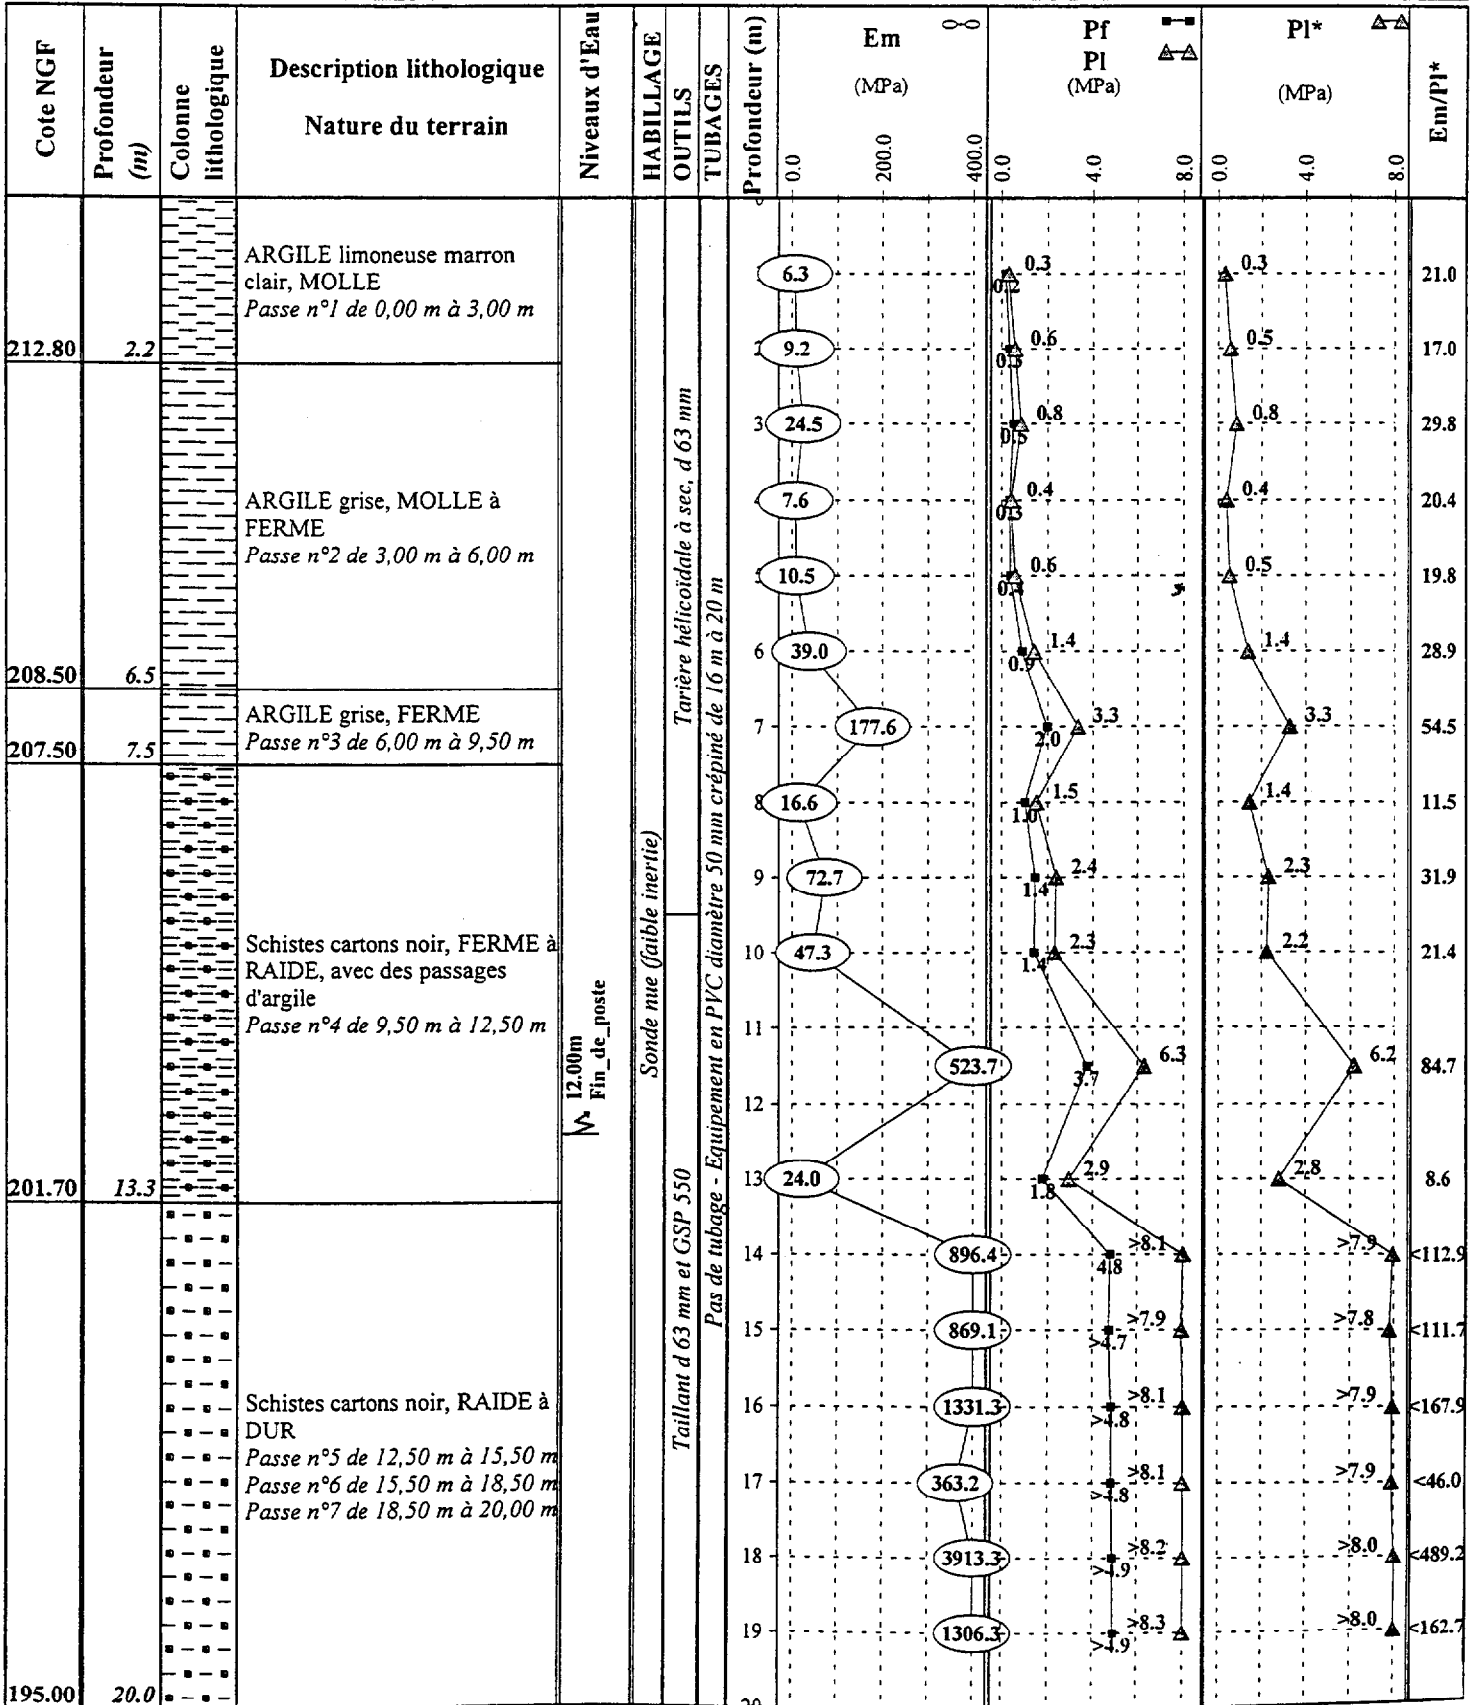 Cote NGF
Profondeur
(m)
Colonne
lithologique
Description lithologique
Nature du terrain
Niveaux d'Eau
HABILLAGE
OUTILS
TUBAGES
Profondeur (m)
Em
(MPa)
0.0
200.0
400.0
Pf
Pl
(MPa)
0.0
4.0
8.0
Pl*
(MPa)
0.0
4.0
8.0
Em/Pl*
ARGILE limoneuse marron
clair, MOLLE
Passe n°1 de 0,00 m à 3,00 m
212.80 2.2
ARGILE grise, MOLLE à
FERME
Passe n°2 de 3,00 m à 6,00 m
208.50 6.5
ARGILE grise, FERME
Passe n°3 de 6,00 m à 9,50 m
207.50 7.5
Schistes cartons noir, FERME à
RAIDE, avec des passages
d'argile
Passe n°4 de 9,50 m à 12,50 m
201.70 13.3
Schistes cartons noir, RAIDE à
DUR
Passe n°5 de 12,50 m à 15,50 m
Passe n°6 de 15,50 m à 18,50 m
Passe n°7 de 18,50 m à 20,00 m
195.00 20.0
12.00m
Fin_de_poste
Sonde nue (faible inertie)
Tarière hélicoïdale à sec, d 63 mm
Taillant d 63 mm et GSP 550
Pas de tubage - Equipement en PVC diamètre 50 mm crépiné de 16 m à 20 m
6.3 0.3 0.2 0.3 21.0
9.2 0.6 0.3 0.5 17.0
3 24.5 0.8 0.5 0.8 29.8
7.6 0.4 0.3 0.4 20.4
10.5 0.6 0.4 0.5 19.8
6 39.0 1.4 0.9 1.4 28.9
7 177.6 3.3 2.0 3.3 54.5
8 16.6 1.5 1.0 1.4 11.5
9 72.7 2.4 1.4 2.3 31.9
10 47.3 2.3 1.4 2.2 21.4
11
523.7 6.3 3.7 6.2 84.7
12
13 24.0 2.9 1.8 2.8 8.6
14 896.4 >8.1 4.8 >7.9 <112.9
15 869.1 >7.9 >4.7 >7.8 <111.7
16 1331.3 >8.1 >4.8 >7.9 <167.9
17 363.2 >8.1 >4.8 >7.9 <46.0
18 3913.3 >8.2 >4.9 >8.0 <489.2
19 1306.3 >8.3 >4.9 >8.0 <162.7
20